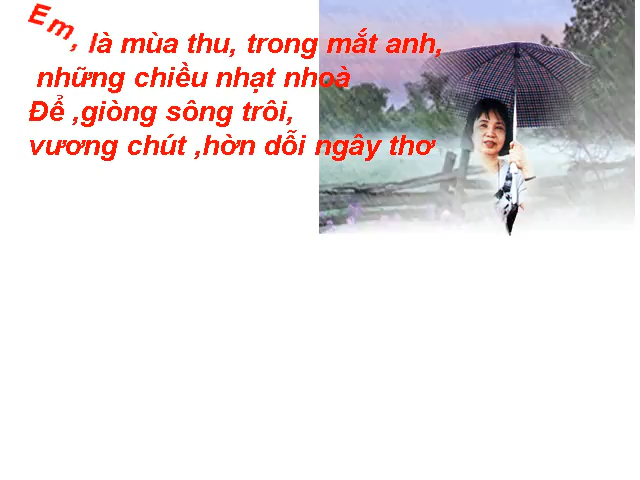 Em, là mùa thu, trong mắt anh,
những chiều nhạt nhoà
Để ,giòng sông trôi,
vương chút ,hờn dỗi ngây thơ